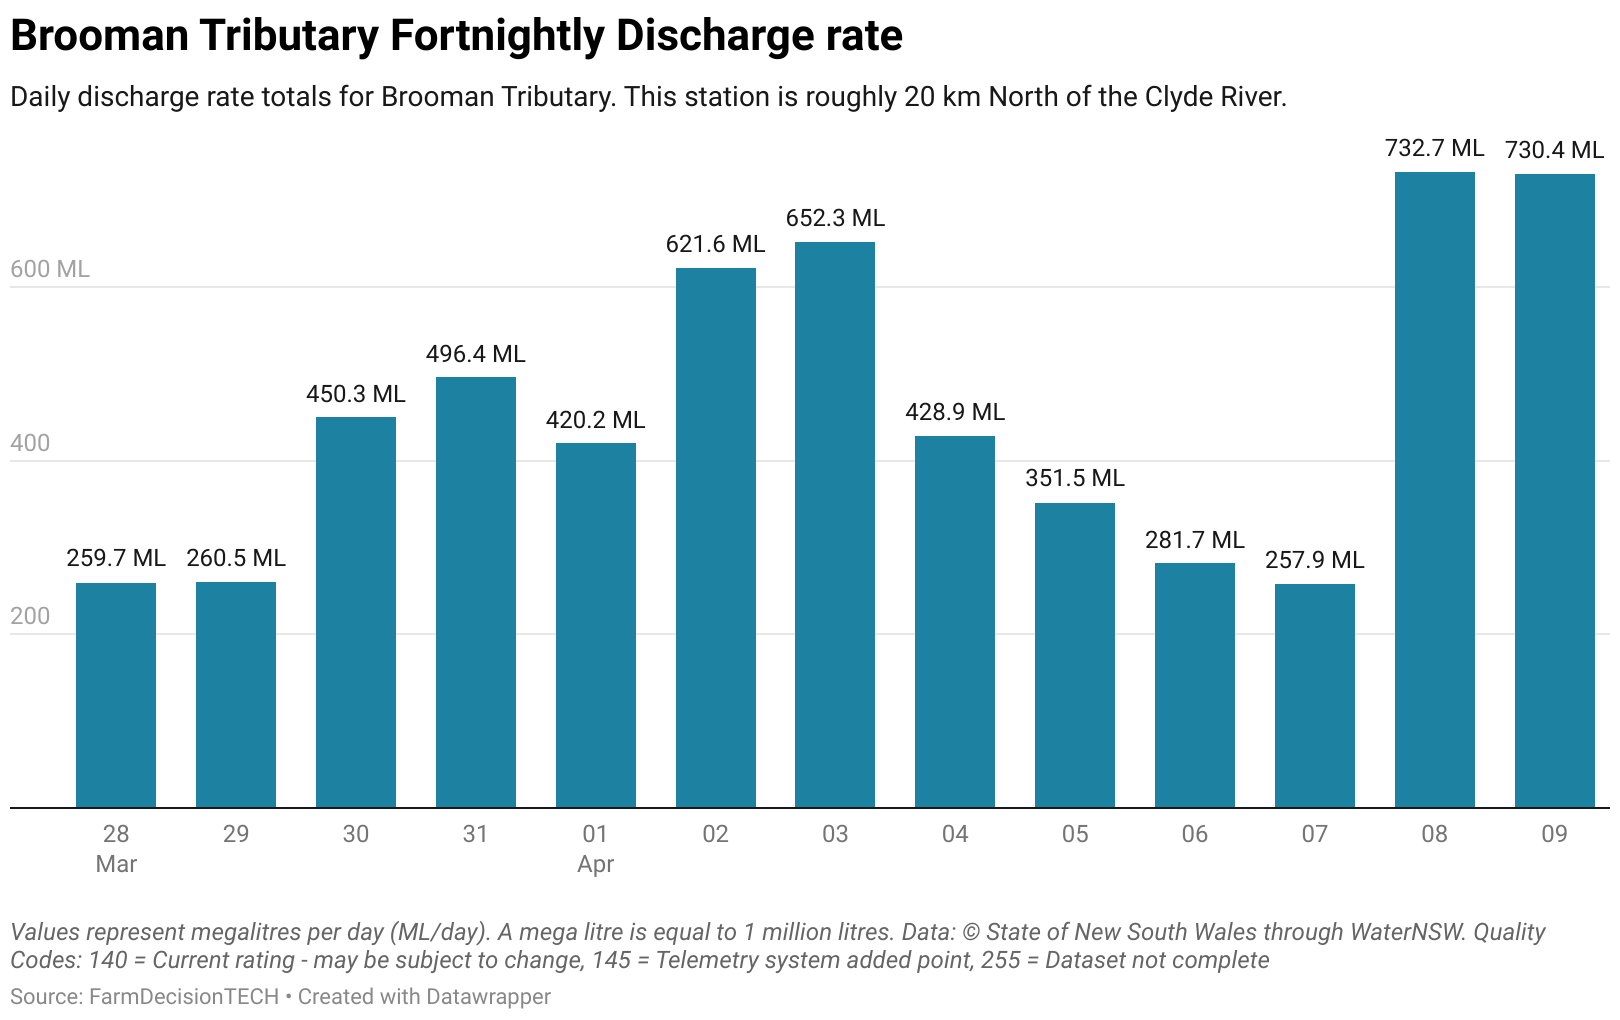 Brooman Tributary Fortnightly Discharge rate
Daily discharge rate totals for Brooman Tributary. This station is roughly 20 km North of the Clyde River.
732.7 ML 730.4 ML
652.3 ML
621.6 ML
600 ML
496.4 ML
450.3 ML
420.2 ML
428.9 ML
400
351.5 ML
281.7 ML
259.7 ML 260.5 ML
257.9 ML
200
28 29 30 31 01 02 03 04 05 06 07 08 09
Mar Apr
Values represent megalitres per day (ML/day). A mega litre is equal to 1 million litres. Data: © State of New South Wales through WaterNSW. Quality
Codes: 140 = Current rating - may be subject to change, 145 = Telemetry system added point, 255 = Dataset not complete
Source: FarmDecisionTECH • Created with Datawrapper